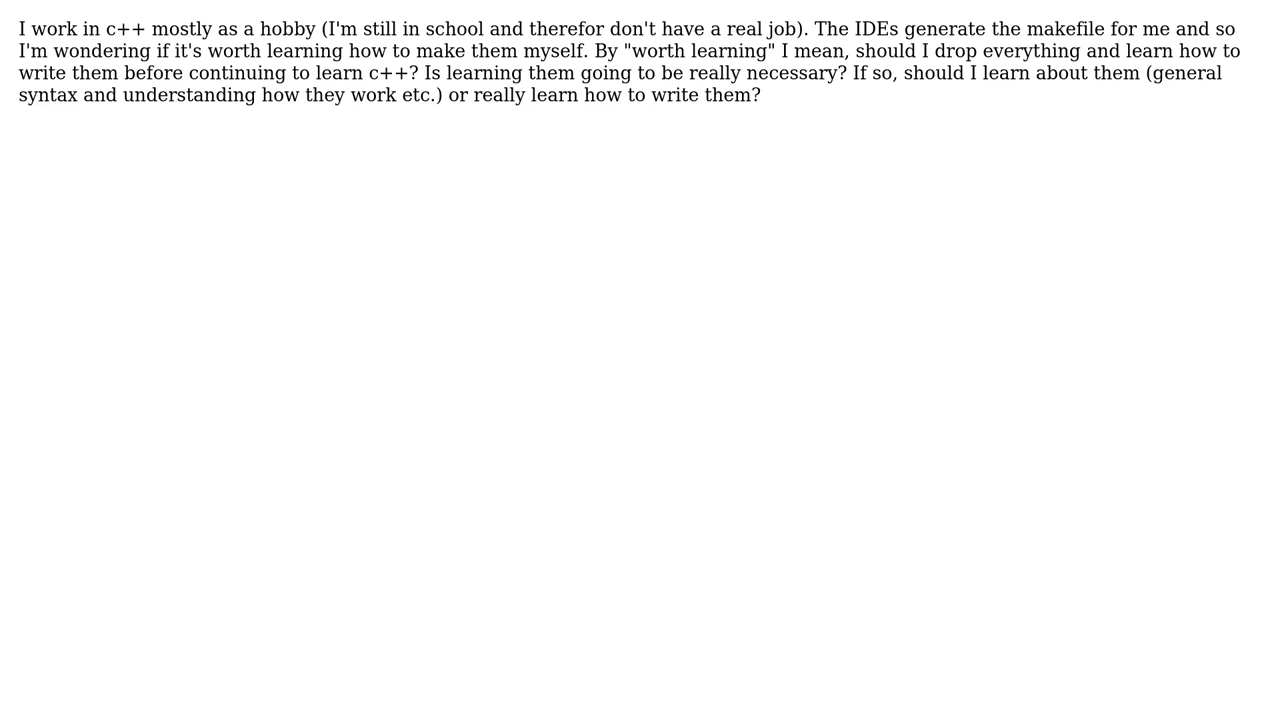 I work in c++ mostly as a hobby (I'm still in school and therefor don't have a real job). The IDEs generate the makefile for me and so
I'm wondering if it's worth learning how to make them myself. By "worth learning" I mean, should I drop everything and learn how to
write them before continuing to learn c++? Is learning them going to be really necessary? If so, should I learn about them (general
syntax and understanding how they work etc.) or really learn how to write them?